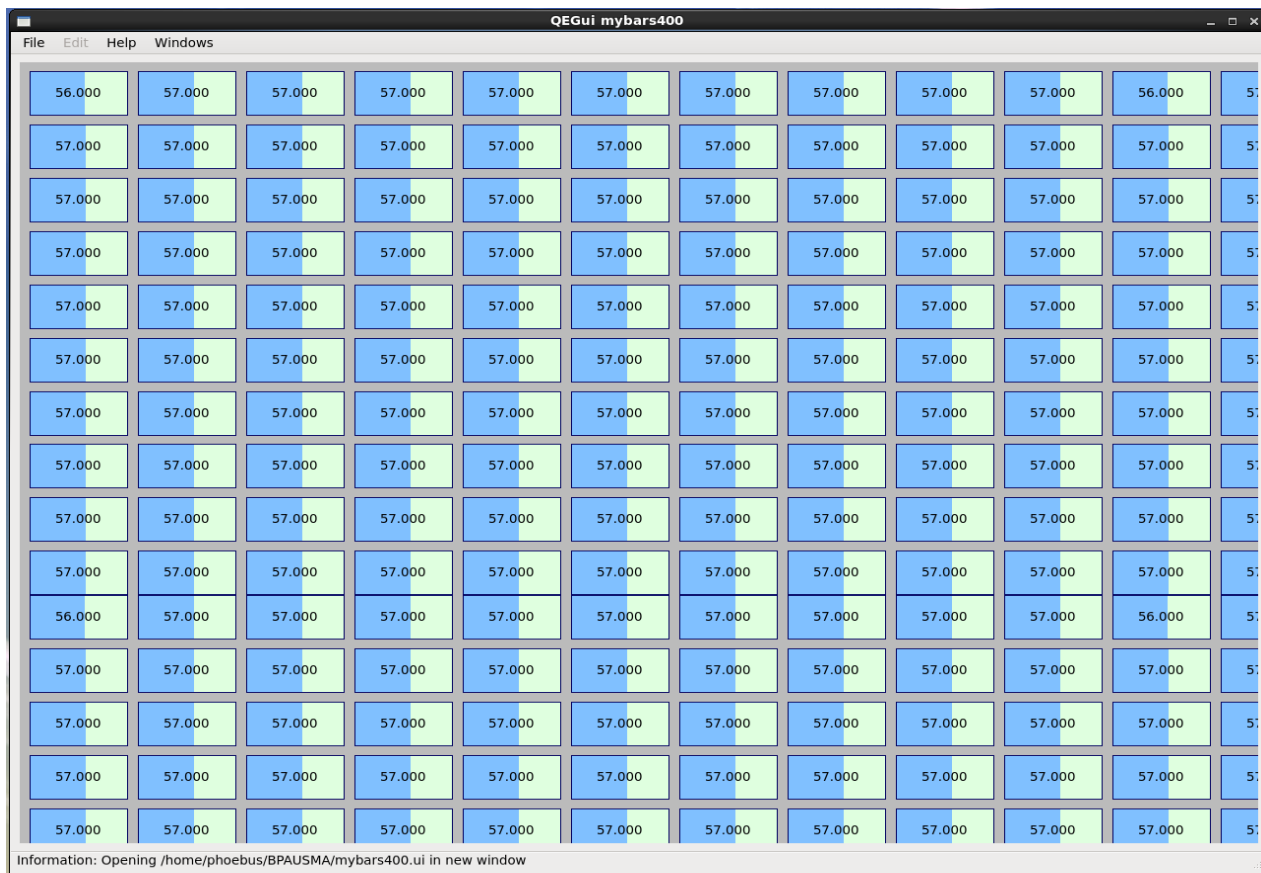 QEGui mybars400
File Edit Help Windows
56.000 57.000 57.000 57.000 57.000 57.000 57.000 57.000 57.000 57.000 56.000
57.000 57.000 57.000 57.000 57.000 57.000 57.000 57.000 57.000 57.000 57.000
57.000 57.000 57.000 57.000 57.000 57.000 57.000 57.000 57.000 57.000 57.000
57.000 57.000 57.000 57.000 57.000 57.000 57.000 57.000 57.000 57.000 57.000
57.000 57.000 57.000 57.000 57.000 57.000 57.000 57.000 57.000 57.000 57.000
57.000 57.000 57.000 57.000 57.000 57.000 57.000 57.000 57.000 57.000 57.000
57.000 57.000 57.000 57.000 57.000 57.000 57.000 57.000 57.000 57.000 57.000
57.000 57.000 57.000 57.000 57.000 57.000 57.000 57.000 57.000 57.000 57.000
57.000 57.000 57.000 57.000 57.000 57.000 57.000 57.000 57.000 57.000 57.000
57.000 57.000 57.000 57.000 57.000 57.000 57.000 57.000 57.000 57.000 57.000
56.000 57.000 57.000 57.000 57.000 57.000 57.000 57.000 57.000 57.000 56.000
57.000 57.000 57.000 57.000 57.000 57.000 57.000 57.000 57.000 57.000 57.000
57.000 57.000 57.000 57.000 57.000 57.000 57.000 57.000 57.000 57.000 57.000
57.000 57.000 57.000 57.000 57.000 57.000 57.000 57.000 57.000 57.000 57.000
57.000 57.000 57.000 57.000 57.000 57.000 57.000 57.000 57.000 57.000 57.000
Information: Opening /home/phoebus/BPAUSMA/mybars400.ui in new window